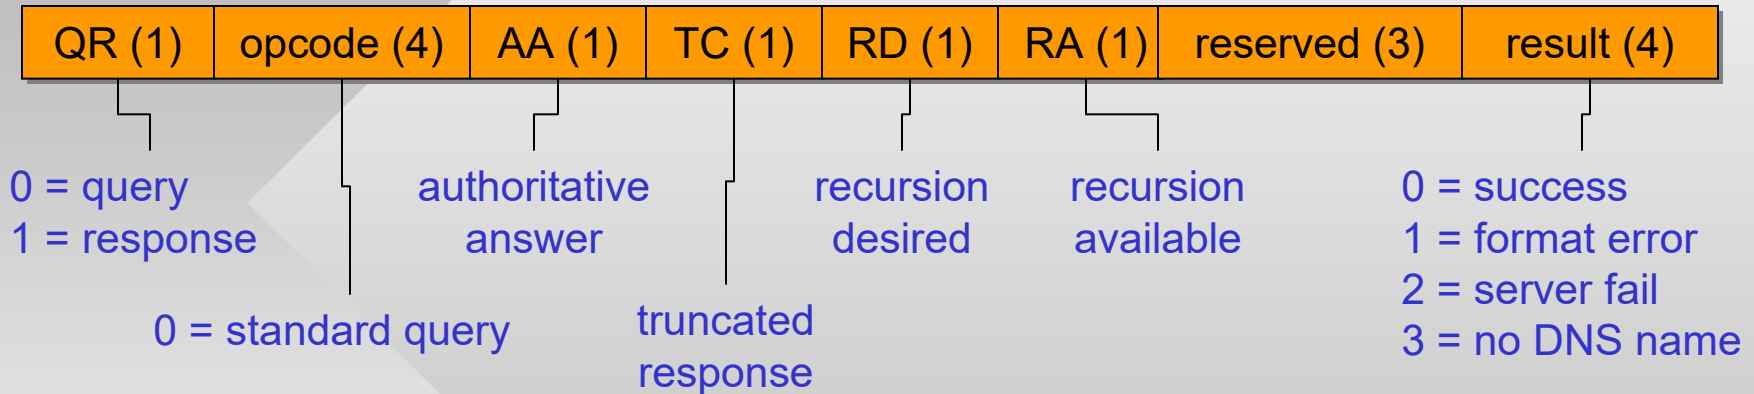 QR (1) opcode (4) AA (1) TC (1) RD (1) RA (1) reserved (3) result (4)
0 = query
1 = response
0 = standard query
authoritative
answer
truncated
response
recursion
desired
recursion
available
0 = success
1 = format error
2 = server fail
3 = no DNS name